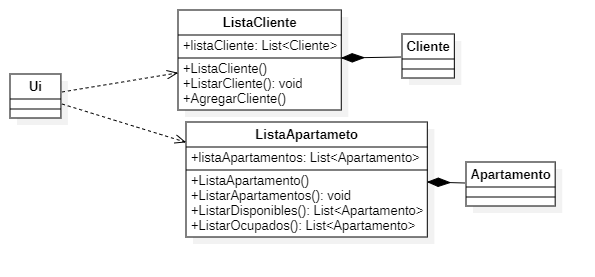 ListaCliente
+listaCliente: List<Cliente>
+ListaCliente()
+ListarCliente(): void
+AgregarCliente()
Cliente
Ui
ListaApartameto
+listaApartamentos: List<Apartamento>
+ListaApartamento()
+ListarApartamentos(): void
+ListarDisponibles(): List<Apartamento>
+ListarOcupados(): List<Apartamento>
Apartamento